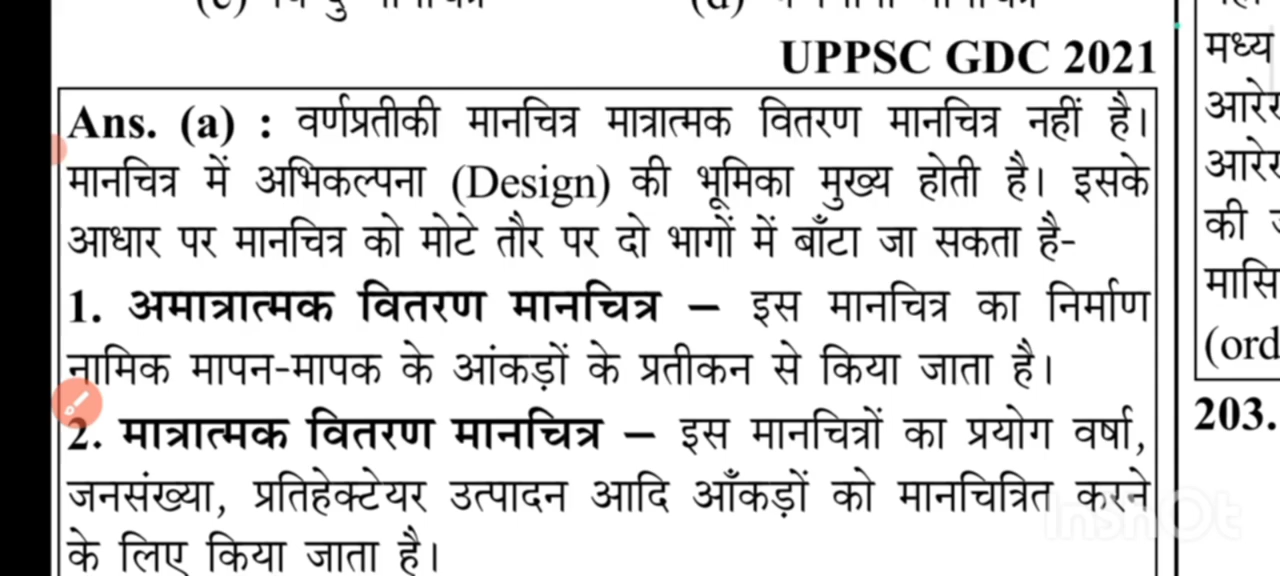 (c) बिन्दु मानचित्र (d)
UPPSC GDC 2021
Ans. (a) : वर्णप्रतीकी मानचित्र मात्रात्मक वितरण मानचित्र नहीं है।
मानचित्र में अभिकल्पना (Design) की भूमिका मुख्य होती है। इसके
आधार पर मानचित्र को मोटे तौर पर दो भागों में बाँटा जा सकता है-
1. अमात्रात्मक वितरण मानचित्र – इस मानचित्र का निर्माण
नामिक मापन-मापक के आंकड़ों के प्रतीकन से किया जाता है।
2. मात्रात्मक वितरण मानचित्र – इस मानचित्रों का प्रयोग वर्षा,
जनसंख्या, प्रतिहेक्टेयर उत्पादन आदि आँकड़ों को मानचित्रित करने
के लिए किया जाता है।
मध्य
की
(ord
203.
InShOt